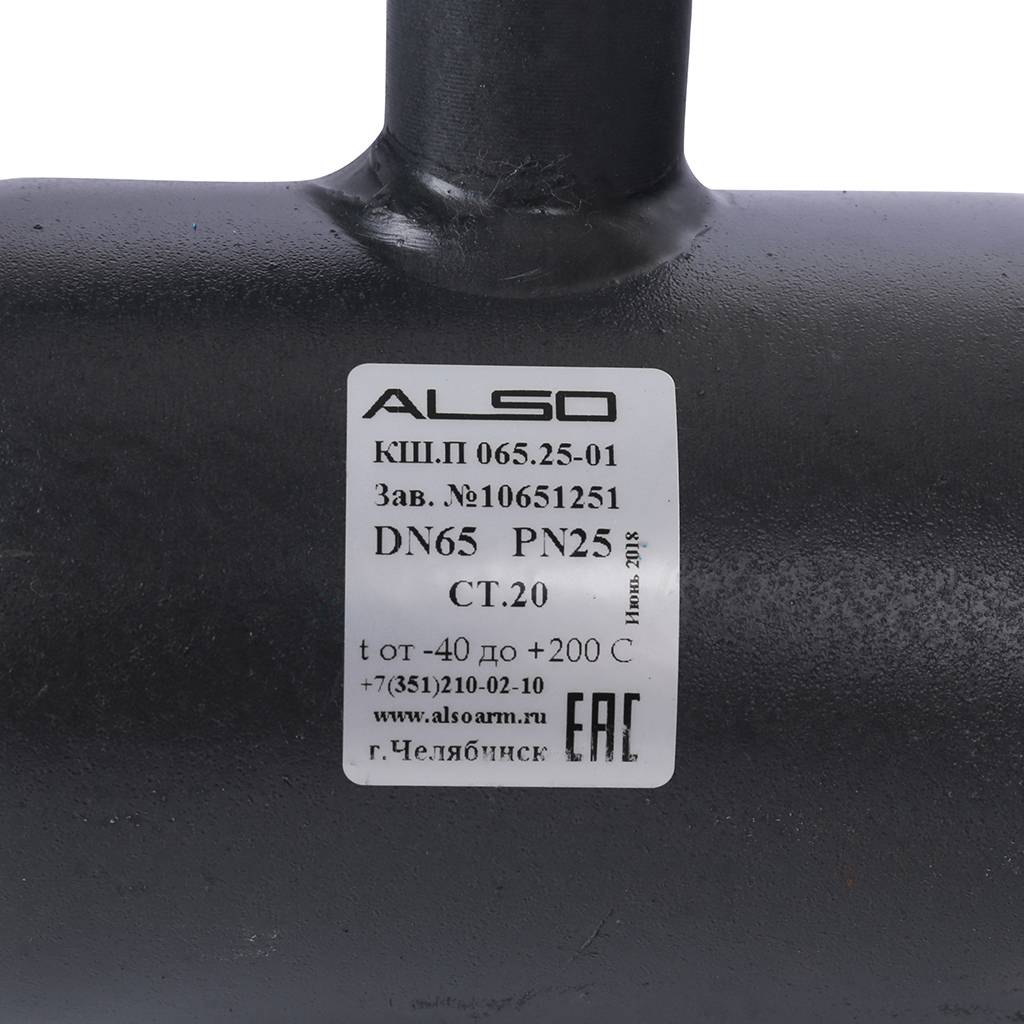 ALSO
КШ.П 065.25-01
Зав. №10651251
DN65 PN25
Июнь 2018
СТ.20
t от -40 до +200 С
+7(351)210-02-10
www.alsoarm.ru
г.Челябинск
EAC